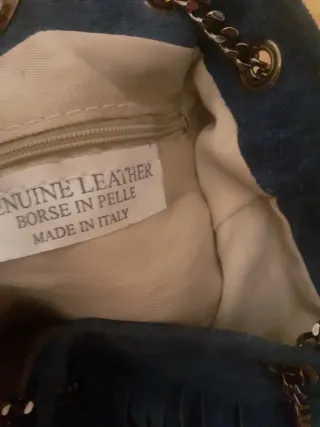 ENUINE LEATHER
BORSE IN PELLE
MADE IN ITALY